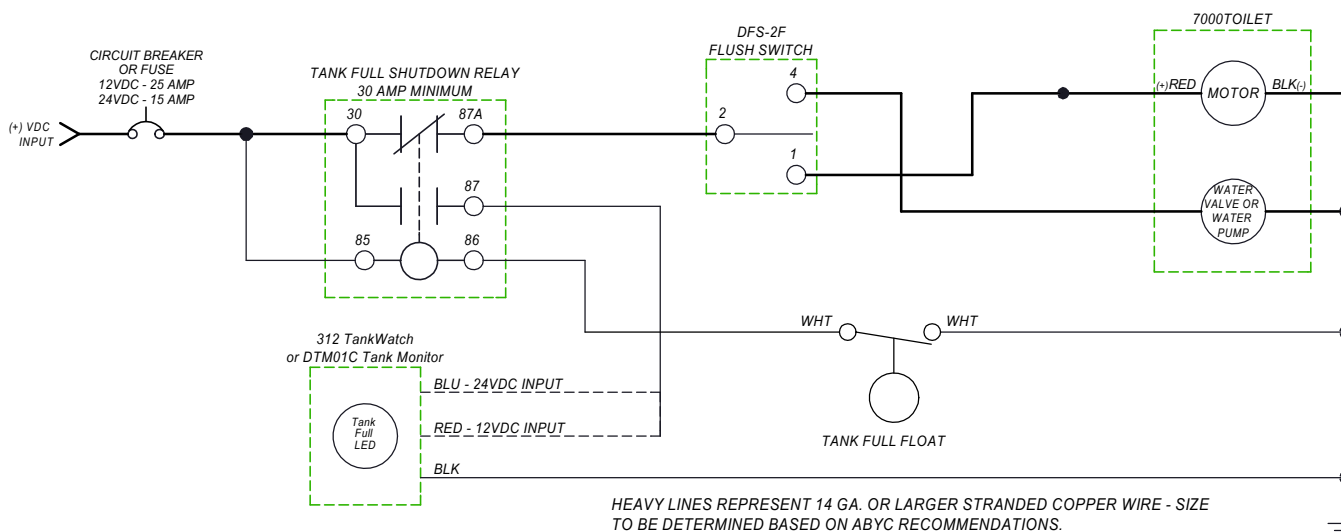 7000TOILET
DFS-2F
FLUSH SWITCH
CIRCUIT BREAKER
OR FUSE
12VDC - 25 AMP
24VDC - 15 AMP
TANK FULL SHUTDOWN RELAY
30 AMP MINIMUM
4
(+)RED
MOTOR
BLK(-)
(+) VDC
INPUT
30
87A
2
1
87
WATER
VALVE OR
WATER
PUMP
85
86
WHT
WHT
312 TankWatch
or DTM01C Tank Monitor
BLU - 24VDC INPUT
Tank
Full
LED
RED - 12VDC INPUT
TANK FULL FLOAT
BLK
HEAVY LINES REPRESENT 14 GA. OR LARGER STRANDED COPPER WIRE - SIZE
TO BE DETERMINED BASED ON ABYC RECOMMENDATIONS.